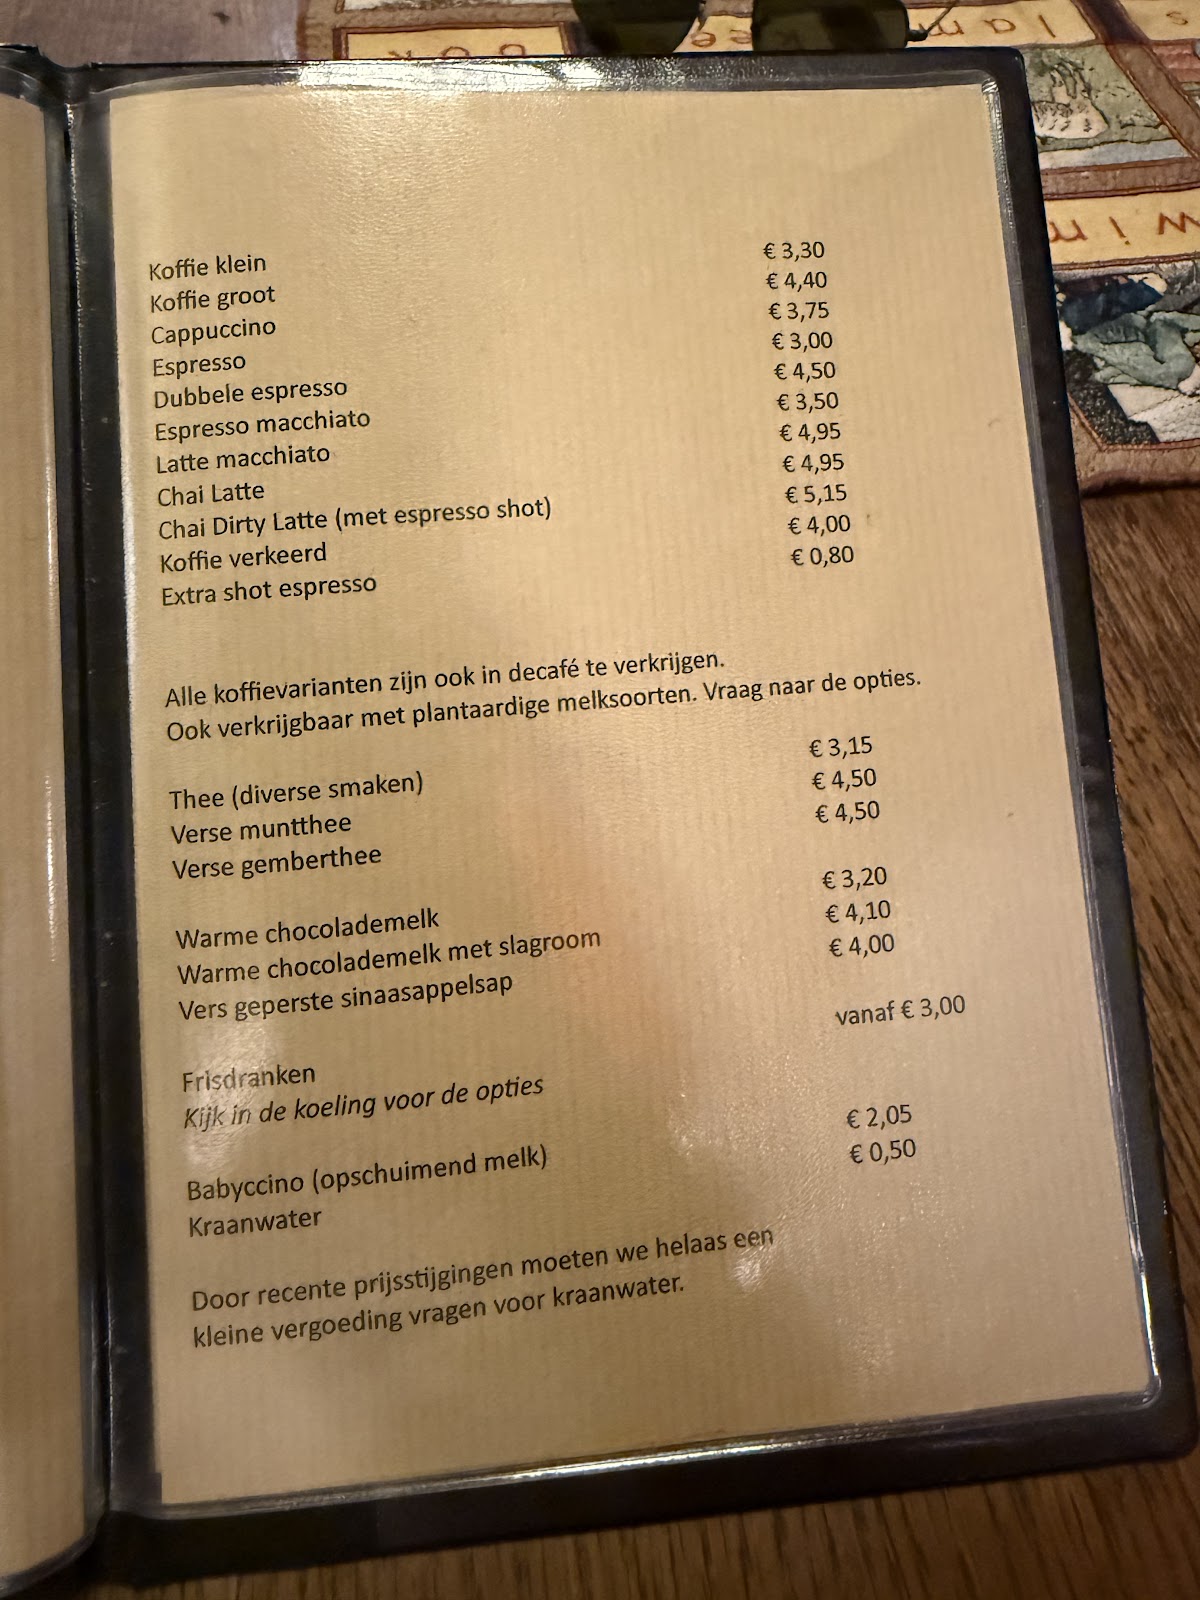 Koffie klein € 3,30
Koffie groot € 4,40
Cappuccino € 3,75
Espresso € 3,00
Dubbele espresso € 4,50
Espresso macchiato € 3,50
Latte macchiato € 4,95
Chai Latte € 4,95
Chai Dirty Latte (met espresso shot) € 5,15
Koffie verkeerd € 4,00
Extra shot espresso € 0,80
Alle koffievarianten zijn ook in decafé te verkrijgen.
Ook verkrijgbaar met plantaardige melksoorten. Vraag naar de opties.
Thee (diverse smaken) € 3,15
Verse muntthee € 4,50
Verse gemberthee € 4,50
Warme chocolademelk € 3,20
Warme chocolademelk met slagroom € 4,10
Vers geperste sinaasappelsap € 4,00
Frisdranken vanaf € 3,00
Kijk in de koeling voor de opties
Babyccino (opschuimend melk) € 2,05
Kraanwater € 0,50
Door recente prijsstijgingen moeten we helaas een
kleine vergoeding vragen voor kraanwater.